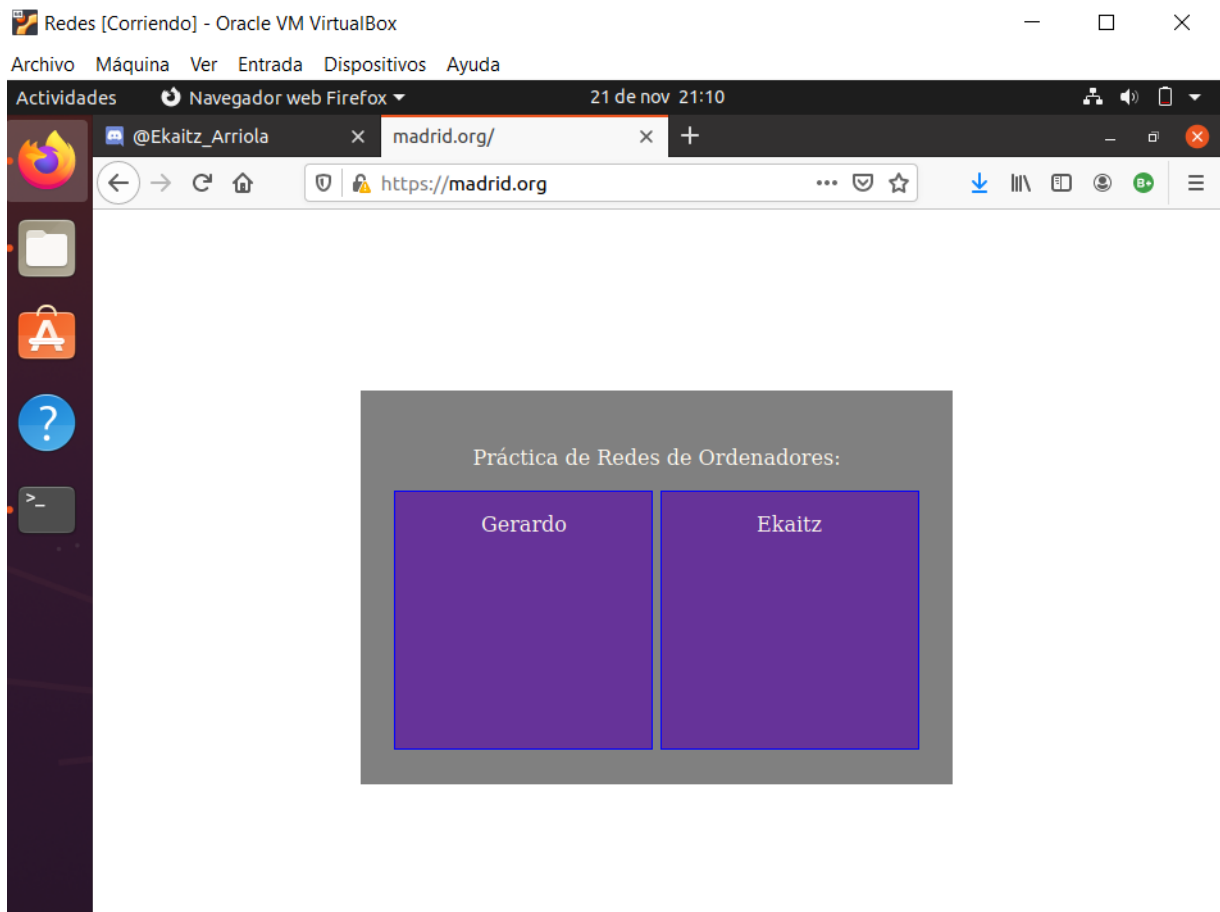 Redes [Corriendo] - Oracle VM VirtualBox
Archivo Máquina Ver Entrada Dispositivos Ayuda
Actividades Navegador web Firefox 21 de nov 21:10
@Ekaitz_Arriola madrid.org/
https://madrid.org
Práctica de Redes de Ordenadores:
Gerardo Ekaitz